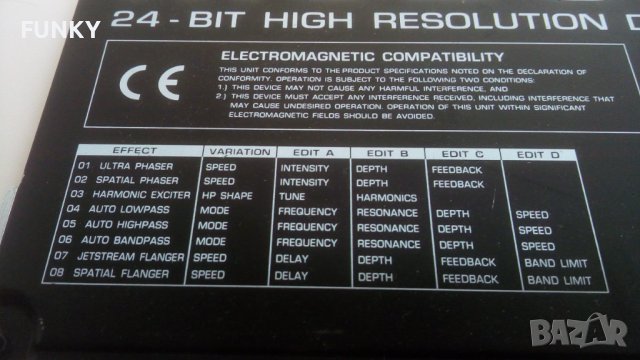 FUNKY
24-BIT HIGH RESOLUTION D
CE
ELECTROMAGNETIC COMPATIBILITY
THIS UNIT CONFORMS TO THE PRODUCT SPECIFICATIONS NOTED ON THE DECLARATION OF
CONFORMITY. OPERATION IS SUBJECT TO THE FOLLOWING TWO CONDITIONS:
1.) THIS DEVICE MAY NOT CAUSE ANY HARMFUL INTERFERENCE, AND
2.) THIS DEVICE MUST ACCEPT ANY INTERFERENCE RECEIVED, INCLUDING INTERFERENCE THAT
MAY CAUSE UNDESIRED OPERATION. OPERATION OF THIS UNIT WITHIN SIGNIFICANT
ELECTROMAGNETIC FIELDS SHOULD BE AVOIDED.
EFFECT VARIATION EDIT A EDIT B EDIT C EDIT D
01 ULTRA PHASER SPEED INTENSITY DEPTH FEEDBACK
02 SPATIAL PHASER SPEED INTENSITY DEPTH FEEDBACK
03 HARMONIC EXCITER HP SHAPE TUNE HARMONICS
04 AUTO LOWPASS MODE FREQUENCY RESONANCE DEPTH SPEED
05 AUTO HIGHPASS MODE FREQUENCY RESONANCE DEPTH SPEED
06 AUTO BANDPASS MODE FREQUENCY RESONANCE DEPTH SPEED
07 JETSTREAM FLANGER SPEED DELAY DEPTH FEEDBACK BAND LIMIT
08 SPATIAL FLANGER SPEED DELAY DEPTH FEEDBACK BAND LIMIT
BAZAR